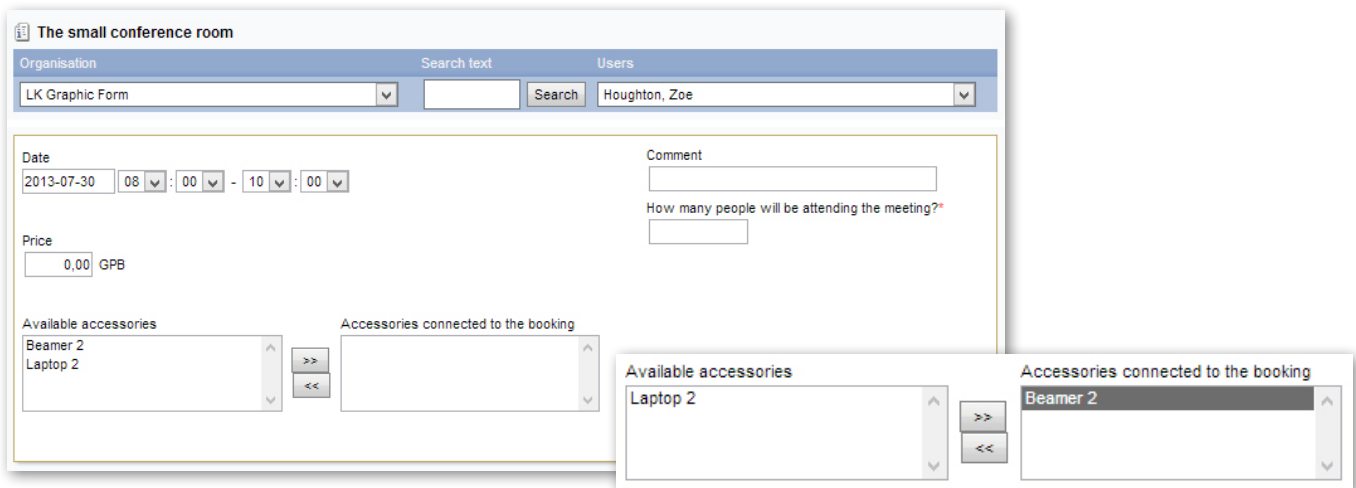 The small conference room
Organisation Search text Users
LK Graphic Form Search Houghton, Zoe
Date
2013-07-30 08 : 00 - 10 : 00
Comment
How many people will be attending the meeting?*
Price
0,00 GPB
Available accessories Accessories connected to the booking
Beamer 2
Laptop 2
>>
<<
Available accessories Accessories connected to the booking
Laptop 2 Beamer 2
>>
<<